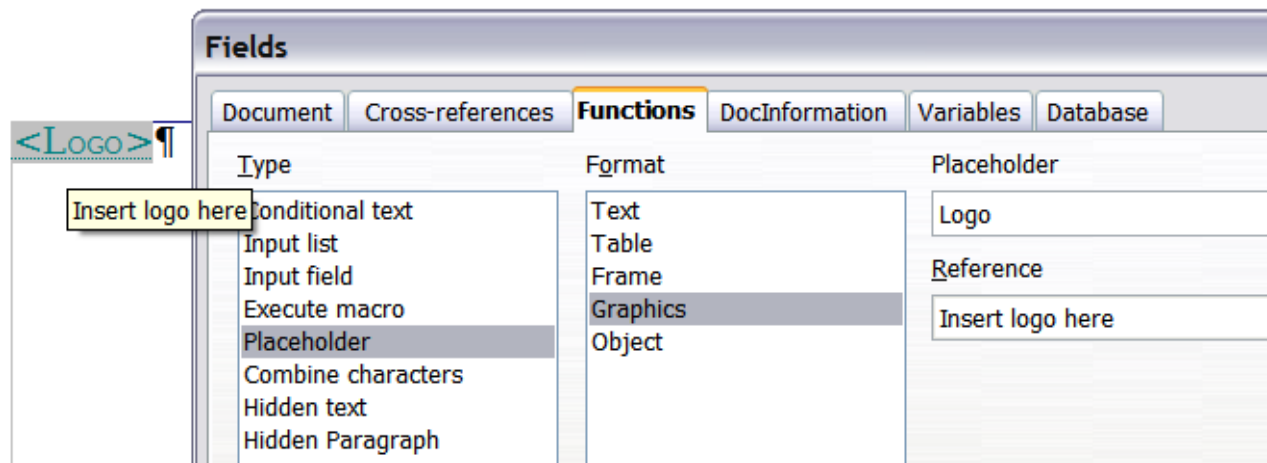 Fields
Document Cross-references Functions DocInformation Variables Database
<Logo>¶
Insert logo here
Type
Conditional text
Input list
Input field
Execute macro
Placeholder
Combine characters
Hidden text
Hidden Paragraph
Format
Text
Table
Frame
Graphics
Object
Placeholder
Logo
Reference
Insert logo here